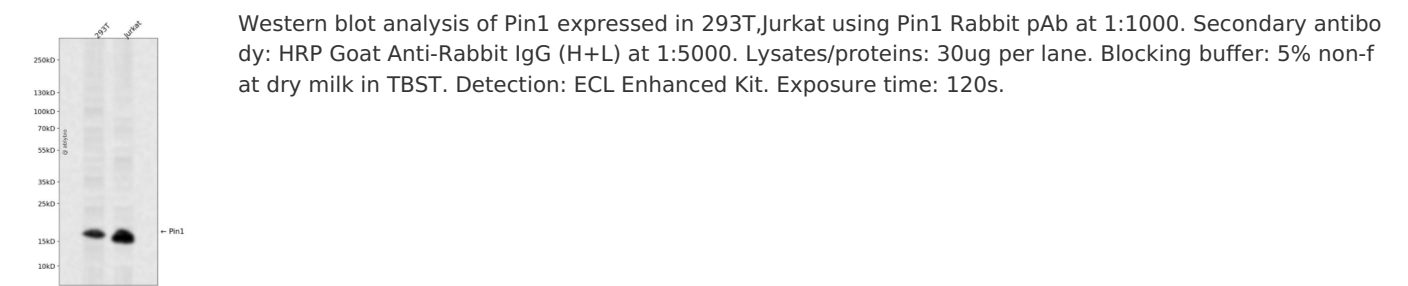 293T Jurkat
Western blot analysis of Pin1 expressed in 293T,Jurkat using Pin1 Rabbit pAb at 1:1000. Secondary antibo
dy: HRP Goat Anti-Rabbit IgG (H+L) at 1:5000. Lysates/proteins: 30ug per lane. Blocking buffer: 5% non-f
at dry milk in TBST. Detection: ECL Enhanced Kit. Exposure time: 120s.
250kD
130kD
100kD
70kD
55kD
35kD
25kD
← Pin1
15kD
10kD